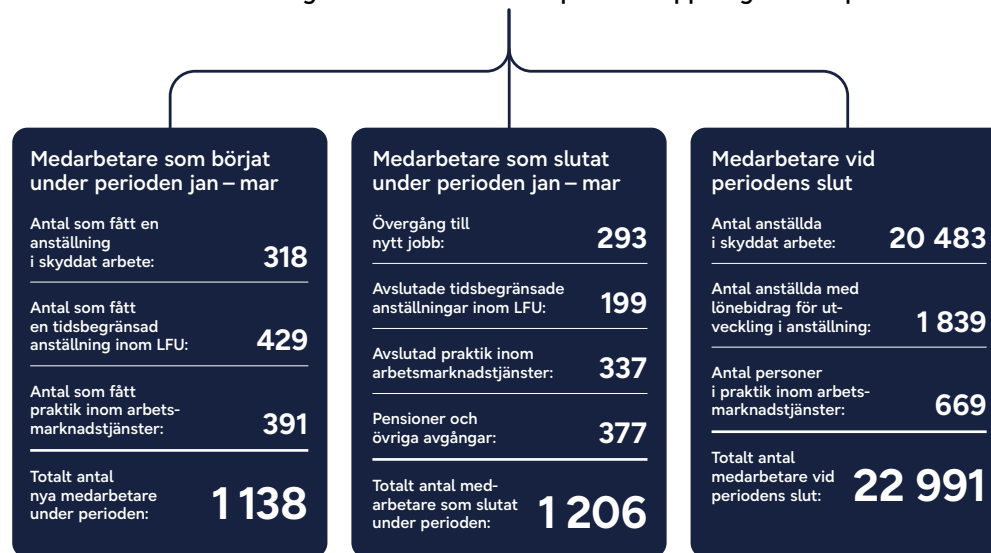 Medarbetare som börjat
under perioden jan – mar
Antal som fått en
anställning
i skyddat arbete:
318
Antal som fått
en tidsbegränsad
anställning inom LFU:
429
Antal som fått
praktik inom arbets-
marknadstjänster:
391
Totalt antal
nya medarbetare
under perioden:
1 138
Medarbetare som slutat
under perioden jan – mar
Övergång till
nytt jobb:
293
Avslutade tidsbegränsade
anställningar inom LFU:
199
Avslutad praktik inom
arbetsmarknadstjänster:
337
Pensioner och
övriga avgångar:
377
Totalt antal med-
arbetare som slutat
under perioden:
1 206
Medarbetare vid
periodens slut
Antal anställda
i skyddat arbete:
20 483
Antal anställda med
lönebidrag för ut-
veckling i anställning:
1 839
Antal personer
i praktik inom arbets-
marknadstjänster:
669
Totalt antal
medarbetare vid
periodens slut:
22 991